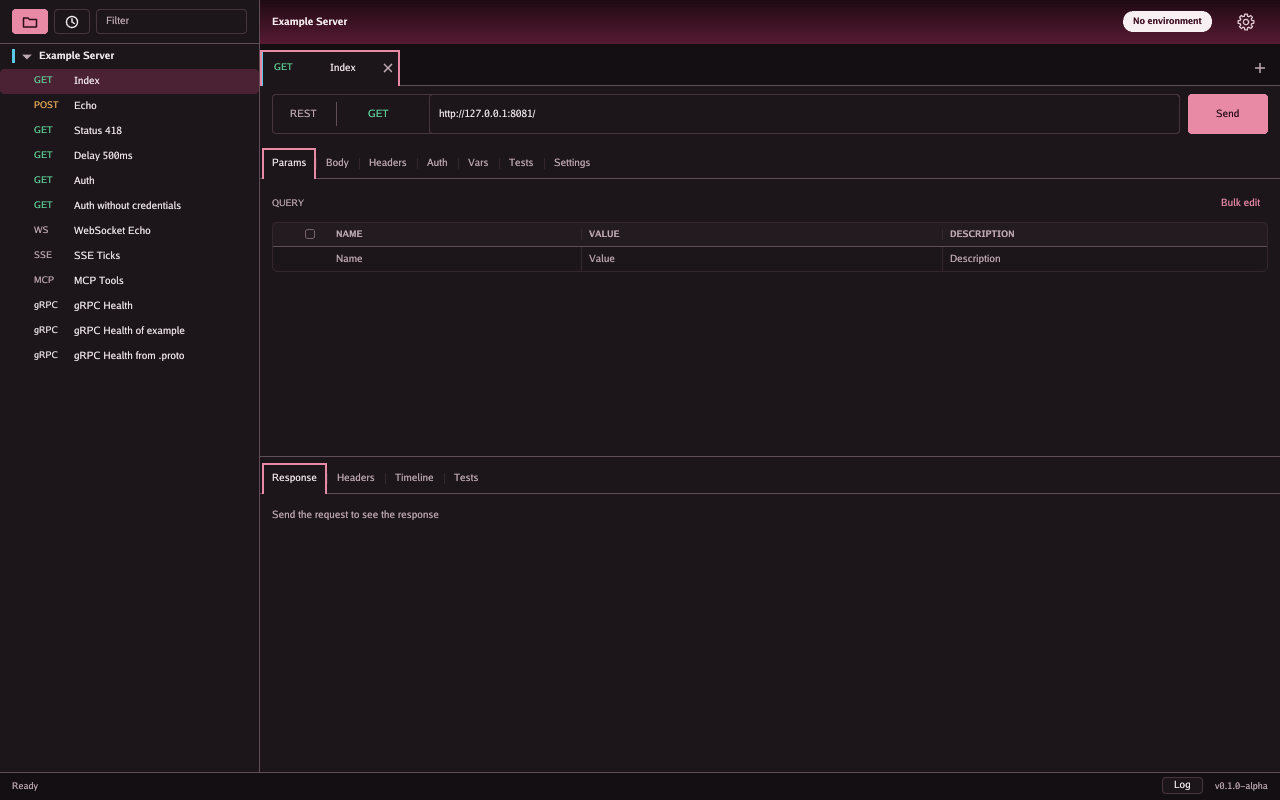 Filter
Example Server
No environment
Example Server
GET Index
POST Echo
GET Status 418
GET Delay 500ms
GET Auth
GET Auth without credentials
WS WebSocket Echo
SSE SSE Ticks
MCP MCP Tools
gRPC gRPC Health
gRPC gRPC Health of example
gRPC gRPC Health from .proto
GET Index
REST GET http://127.0.0.1:8081/ Send
Params Body Headers Auth Vars Tests Settings
QUERY Bulk edit
NAME VALUE DESCRIPTION
Name Value Description
Response Headers Timeline Tests
Send the request to see the response
Ready Log v0.1.0-alpha